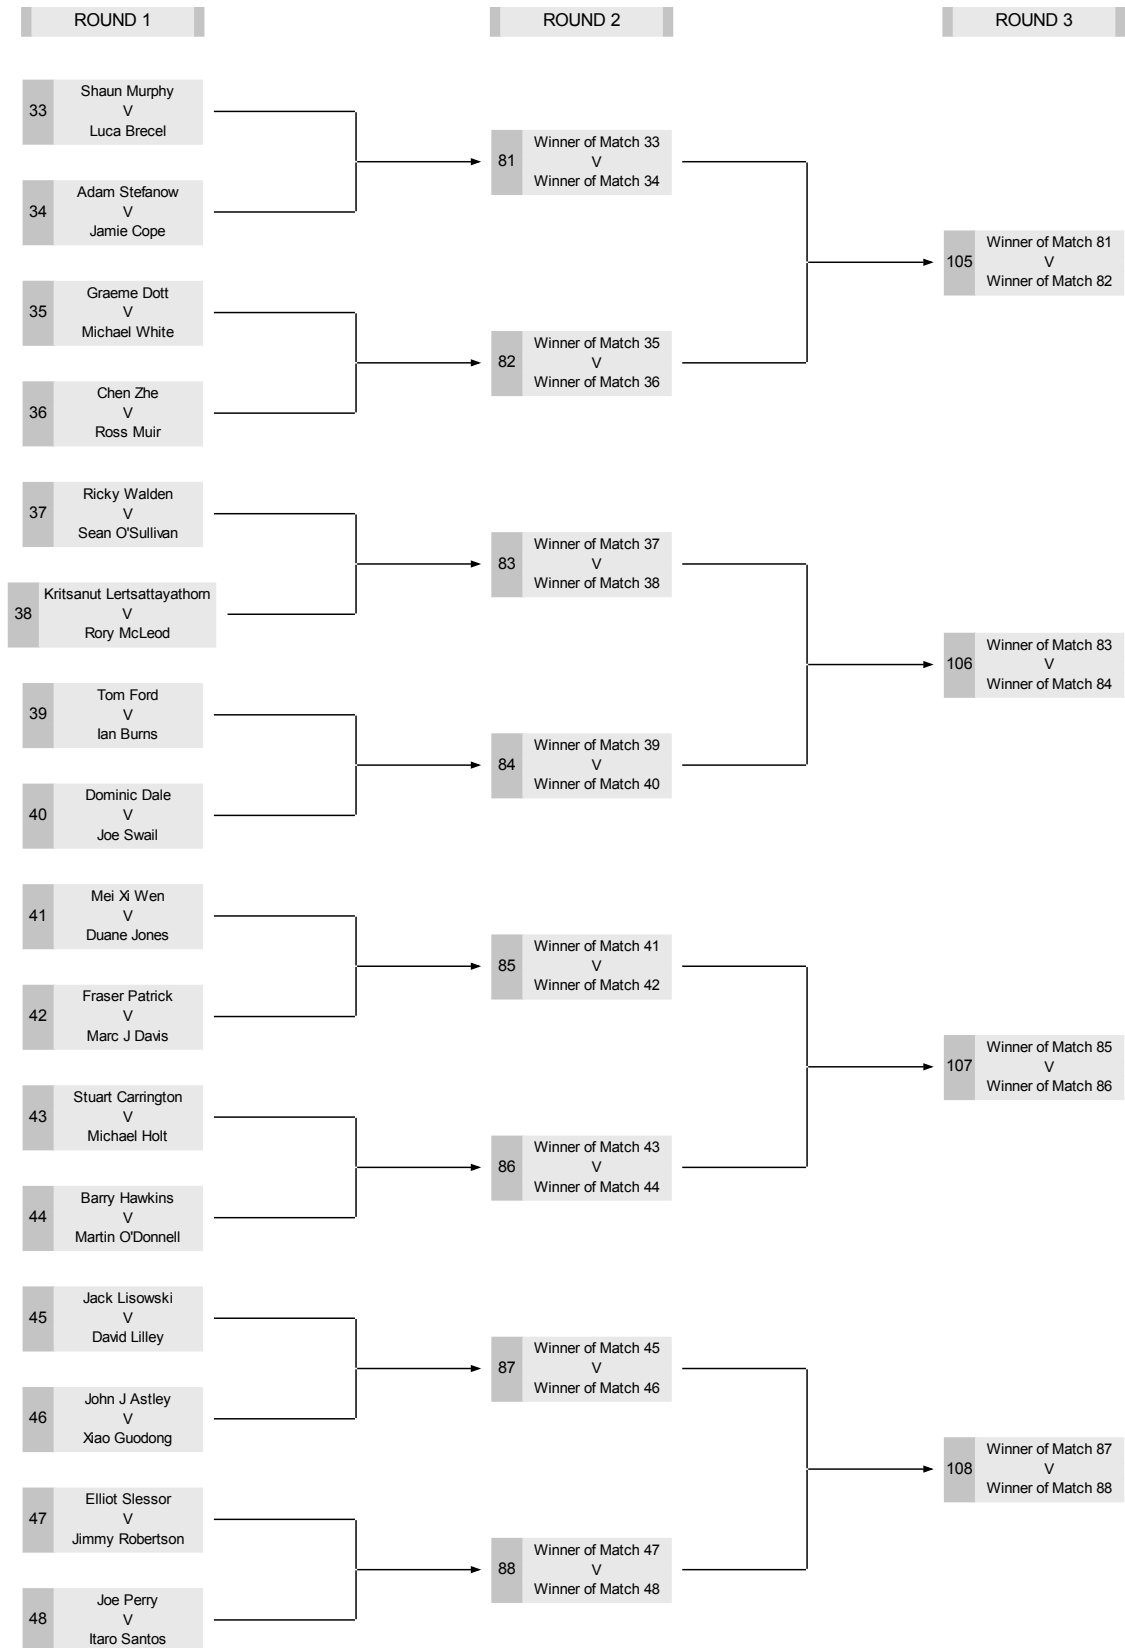 ROUND 1
ROUND 2
ROUND 3
33
Shaun Murphy
V
Luca Brecel
34
Adam Stefanow
V
Jamie Cope
35
Graeme Dott
V
Michael White
36
Chen Zhe
V
Ross Muir
37
Ricky Walden
V
Sean O'Sullivan
38
Kritsanut Lertsattayathorn
V
Rory McLeod
39
Tom Ford
V
Ian Burns
40
Dominic Dale
V
Joe Swail
41
Mei Xi Wen
V
Duane Jones
42
Fraser Patrick
V
Marc J Davis
43
Stuart Carrington
V
Michael Holt
44
Barry Hawkins
V
Martin O'Donnell
45
Jack Lisowski
V
David Lilley
46
John J Astley
V
Xiao Guodong
47
Elliot Slessor
V
Jimmy Robertson
48
Joe Perry
V
Itaro Santos
81
Winner of Match 33
V
Winner of Match 34
82
Winner of Match 35
V
Winner of Match 36
83
Winner of Match 37
V
Winner of Match 38
84
Winner of Match 39
V
Winner of Match 40
85
Winner of Match 41
V
Winner of Match 42
86
Winner of Match 43
V
Winner of Match 44
87
Winner of Match 45
V
Winner of Match 46
88
Winner of Match 47
V
Winner of Match 48
105
Winner of Match 81
V
Winner of Match 82
106
Winner of Match 83
V
Winner of Match 84
107
Winner of Match 85
V
Winner of Match 86
108
Winner of Match 87
V
Winner of Match 88